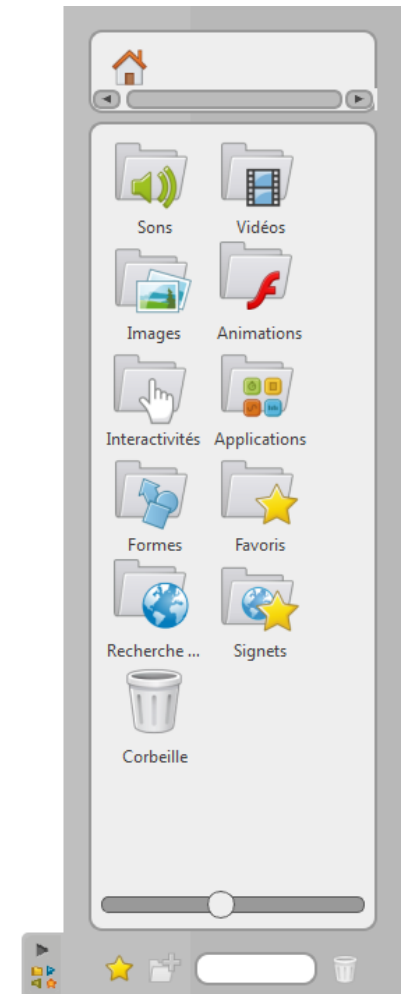 Sons
Vidéos
Images
Animations
Interactivités
Applications
Formes
Favoris
Recherche ...
Signets
Corbeille